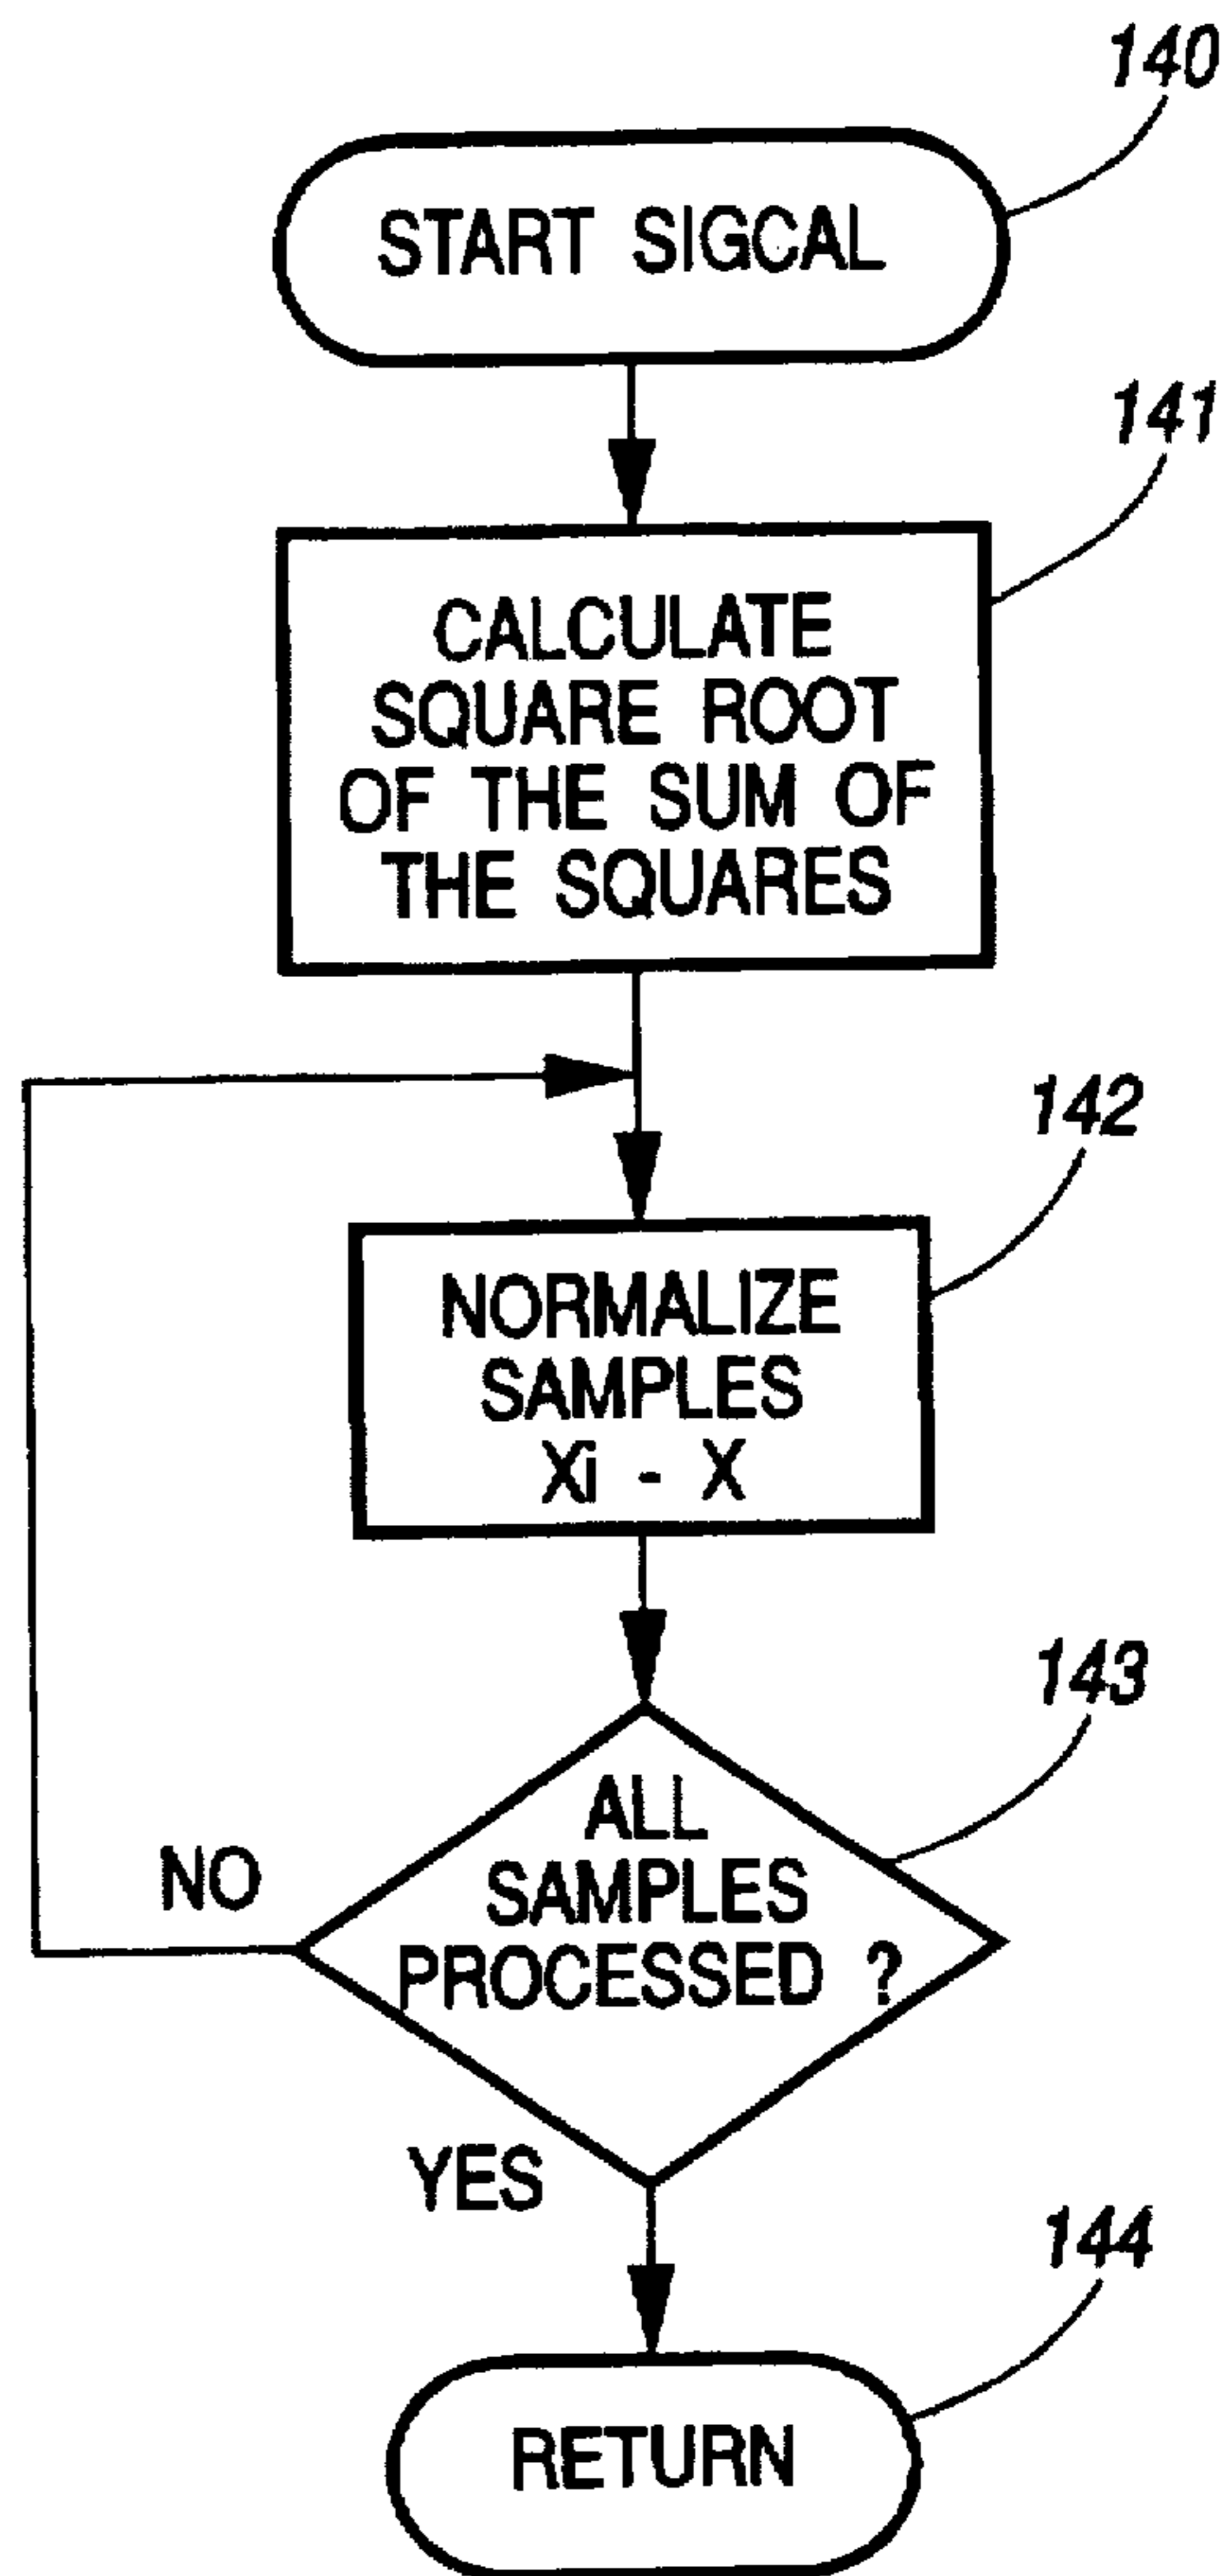 140
START SIGCAL
141
CALCULATE
SQUARE ROOT
OF THE SUM OF
THE SQUARES
142
NORMALIZE
SAMPLES
Xi - X
143
ALL
SAMPLES
PROCESSED ?
NO
YES
144
RETURN